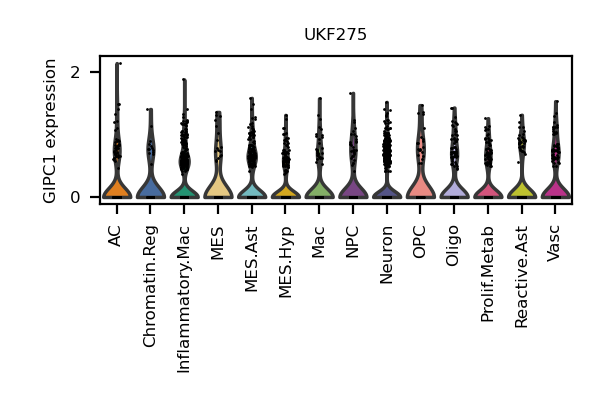 UKF275
GIPC1 expression
2
0
AC
Chromatin.Reg
Inflammatory.Mac
MES
MES.Ast
MES.Hyp
Mac
NPC
Neuron
OPC
Oligo
Prolif.Metab
Reactive.Ast
Vasc